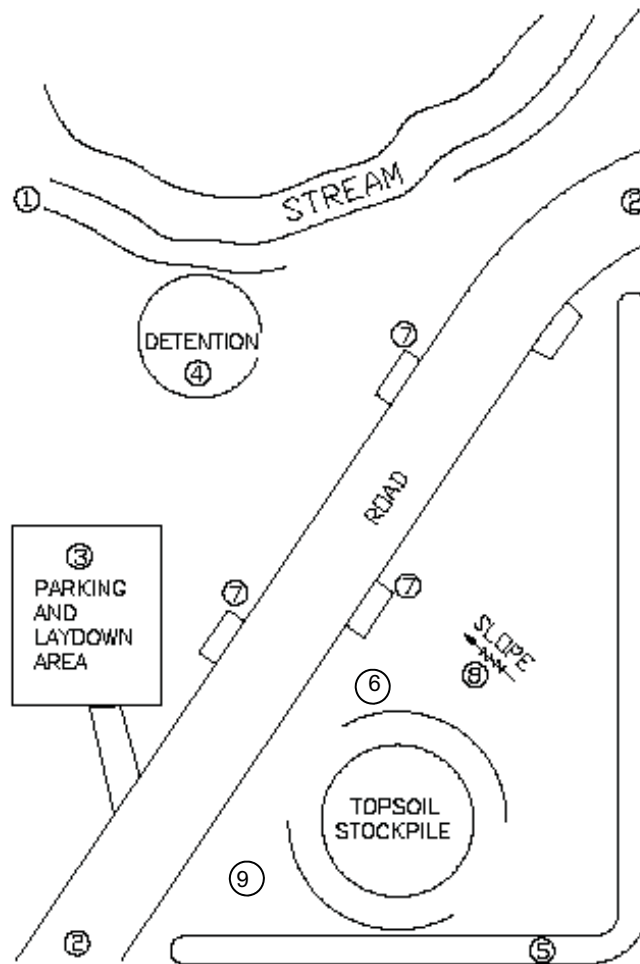 STREAM
①
②
DETENTION
④
⑦
ROAD
③
PARKING
AND
LAYDOWN
AREA
⑦
⑦
SLOPE
⑧
⑥
TOPSOIL
STOCKPILE
⑨
②
⑤